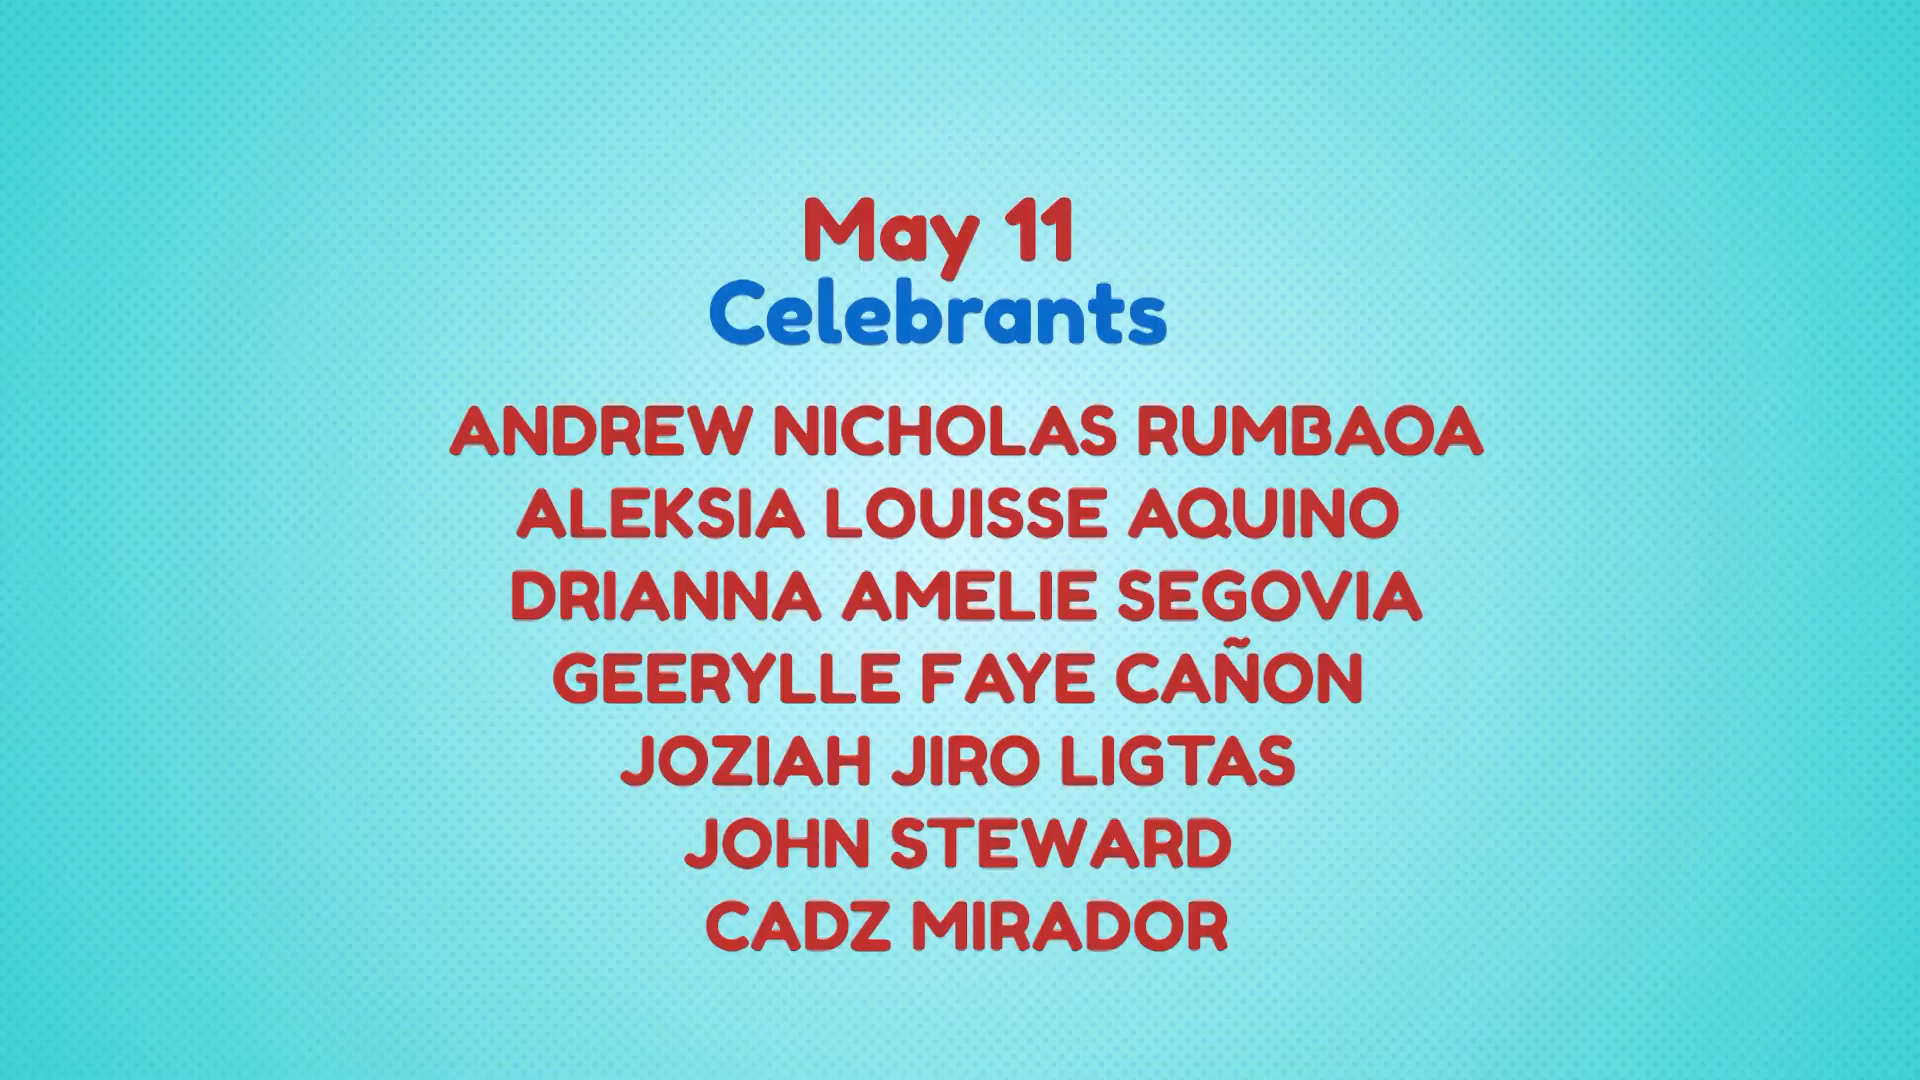 May 11
Celebrants
ANDREW NICHOLAS RUMBAOA
ALEKSIA LOUISSE AQUINO
DRIANNA AMELIE SEGOVIA
GEERYLLE FAYE CAÑON
JOZIAH JIRO LIGTAS
JOHN STEWARD
CADZ MIRADOR